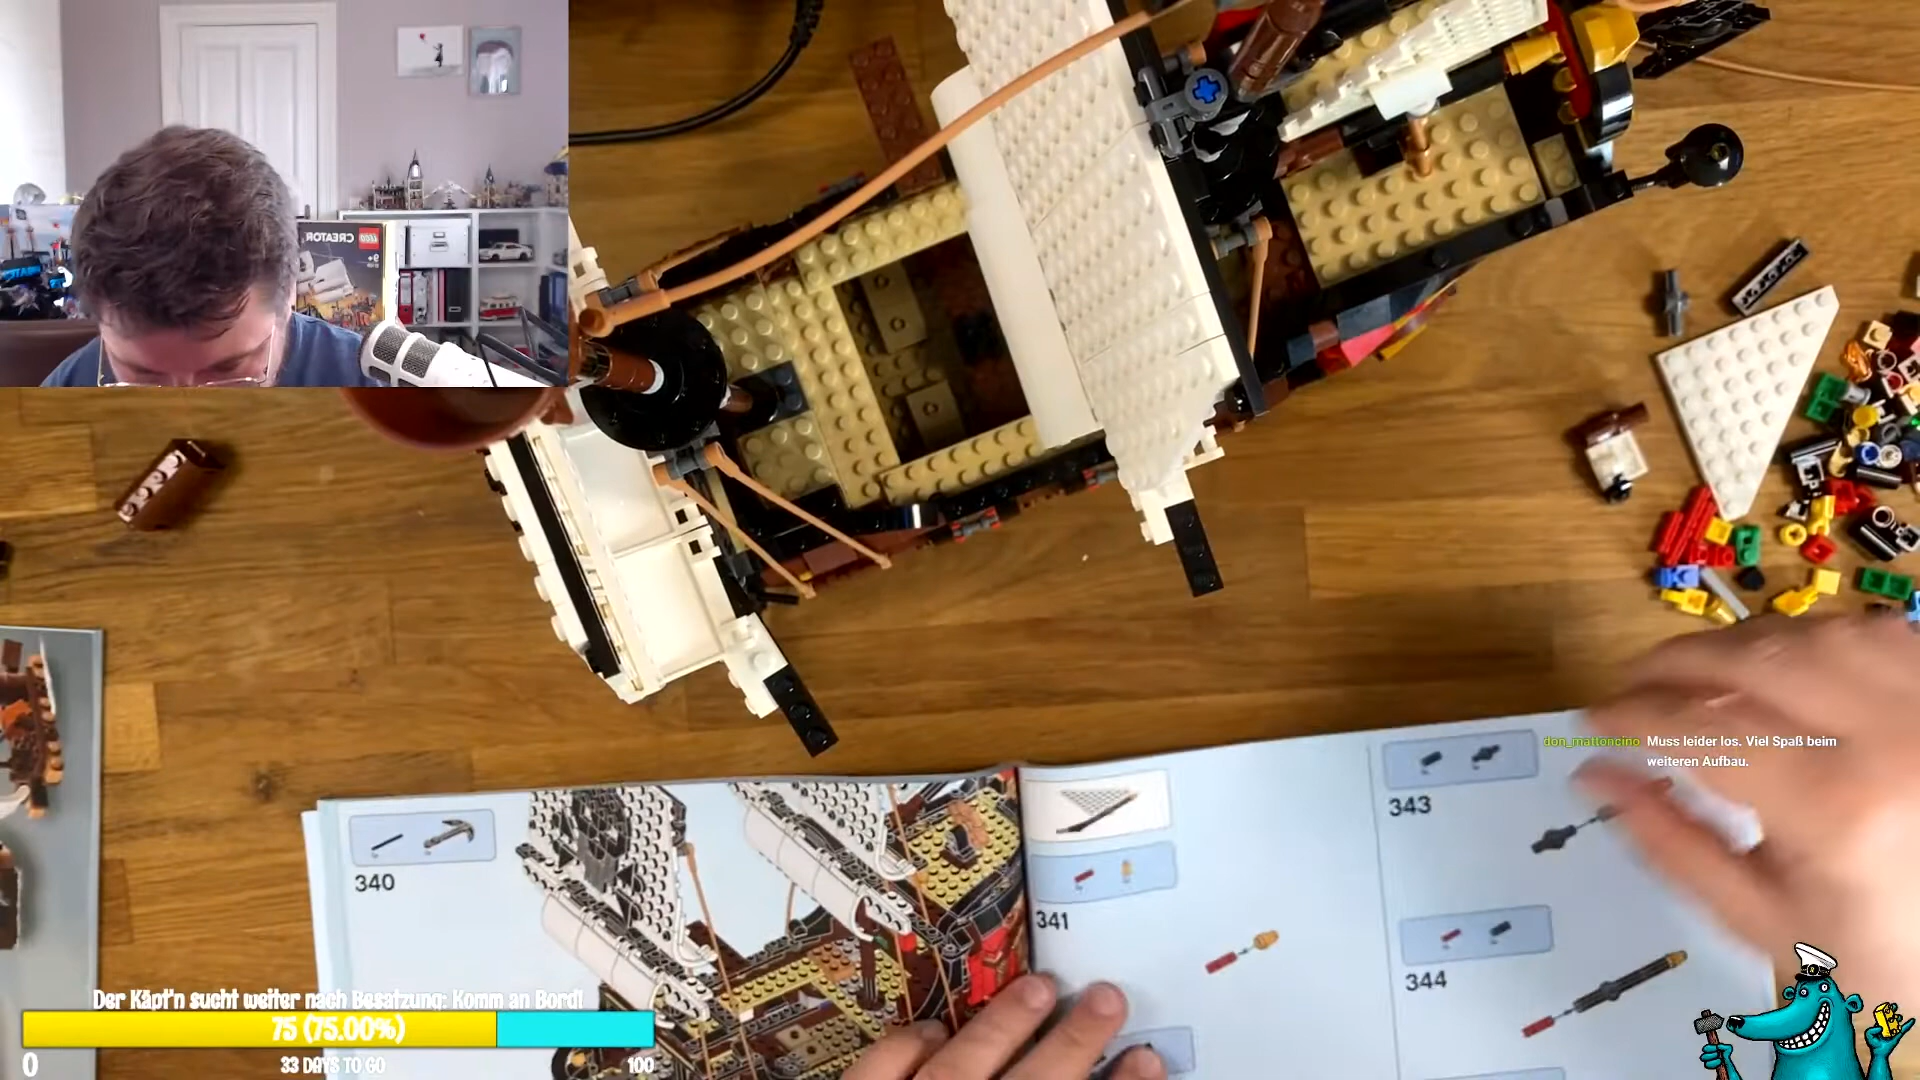 CREATOR
LEGO
9+
don_mattoncino Muss leider los. Viel Spaß beim
weiteren Aufbau.
340
341
343
344
Der Käpt'n sucht weiter nach Besatzung: Komm an Bord!
75 (75.00%)
0
33 DAYS TO GO
100